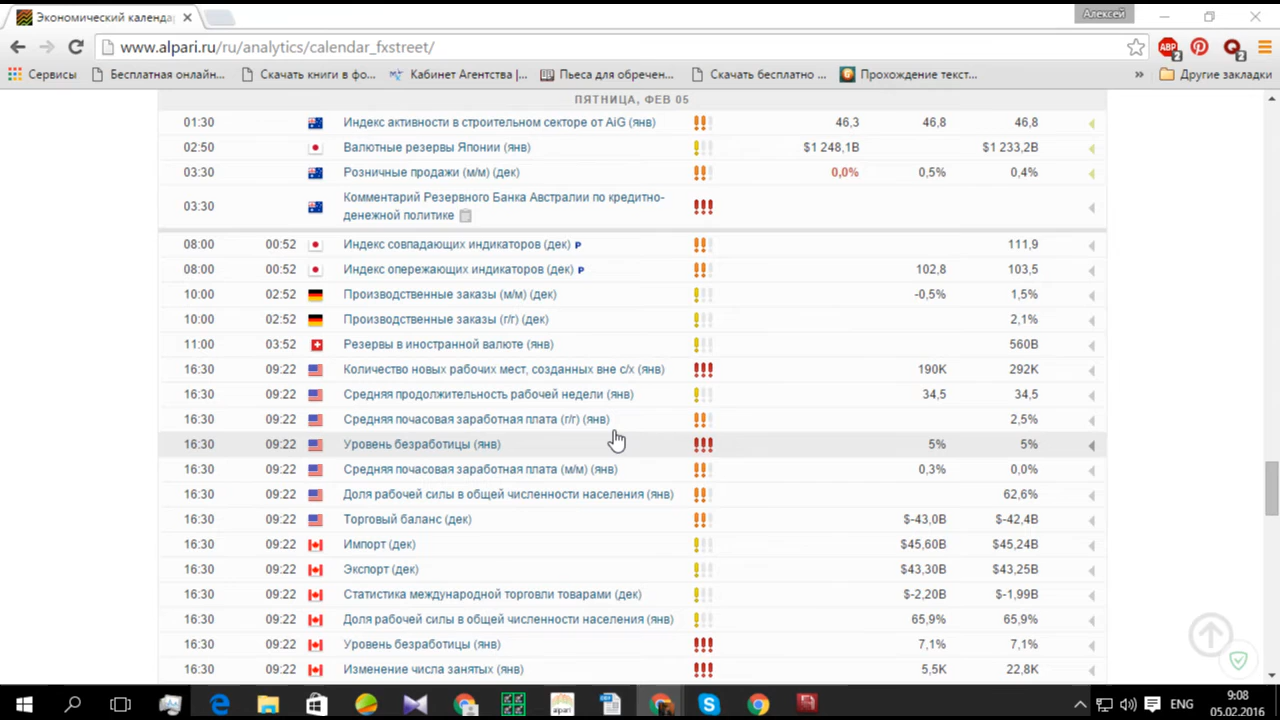 Экономический календа
Алексей
www.alpari.ru/ru/analytics/calendar_fxstreet/
ABP 2 2
Сервисы Бесплатная онлайн... Скачать книги в фо... Кабинет Агентства |... Пьеса для обречен... Скачать бесплатно ... Прохождение текст... » Другие закладки
ПЯТНИЦА, ФЕВ 05
01:30 Индекс активности в строительном секторе от AiG (янв) 46,3 46,8 46,8
02:50 Валютные резервы Японии (янв) $1 248,1B $1 233,2B
03:30 Розничные продажи (м/м) (дек) 0,0% 0,5% 0,4%
03:30 Комментарий Резервного Банка Австралии по кредитно-
денежной политике
08:00 00:52 Индекс совпадающих индикаторов (дек) P 111,9
08:00 00:52 Индекс опережающих индикаторов (дек) P 102,8 103,5
10:00 02:52 Производственные заказы (м/м) (дек) -0,5% 1,5%
10:00 02:52 Производственные заказы (г/г) (дек) 2,1%
11:00 03:52 Резервы в иностранной валюте (янв) 560B
16:30 09:22 Количество новых рабочих мест, созданных вне с/х (янв) 190K 292K
16:30 09:22 Средняя продолжительность рабочей недели (янв) 34,5 34,5
16:30 09:22 Средняя почасовая заработная плата (г/г) (янв) 2,5%
16:30 09:22 Уровень безработицы (янв) 5% 5%
16:30 09:22 Средняя почасовая заработная плата (м/м) (янв) 0,3% 0,0%
16:30 09:22 Доля рабочей силы в общей численности населения (янв) 62,6%
16:30 09:22 Торговый баланс (дек) $-43,0B $-42,4B
16:30 09:22 Импорт (дек) $45,60B $45,24B
16:30 09:22 Экспорт (дек) $43,30B $43,25B
16:30 09:22 Статистика международной торговли товарами (дек) $-2,20B $-1,99B
16:30 09:22 Доля рабочей силы в общей численности населения (янв) 65,9% 65,9%
16:30 09:22 Уровень безработицы (янв) 7,1% 7,1%
16:30 09:22 Изменение числа занятых (янв) 5,5K 22,8K
alpari
ENG
9:08
05.02.2016